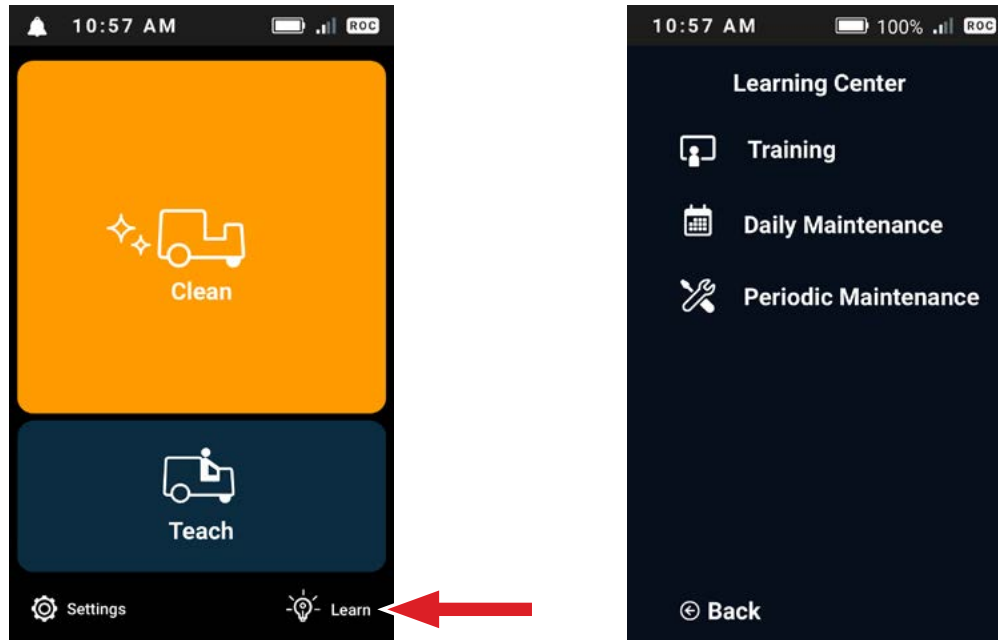 10:57 AM ROC
Clean
Teach
Settings Learn
10:57 AM 100% ROC
Learning Center
Training
Daily Maintenance
Periodic Maintenance
Back